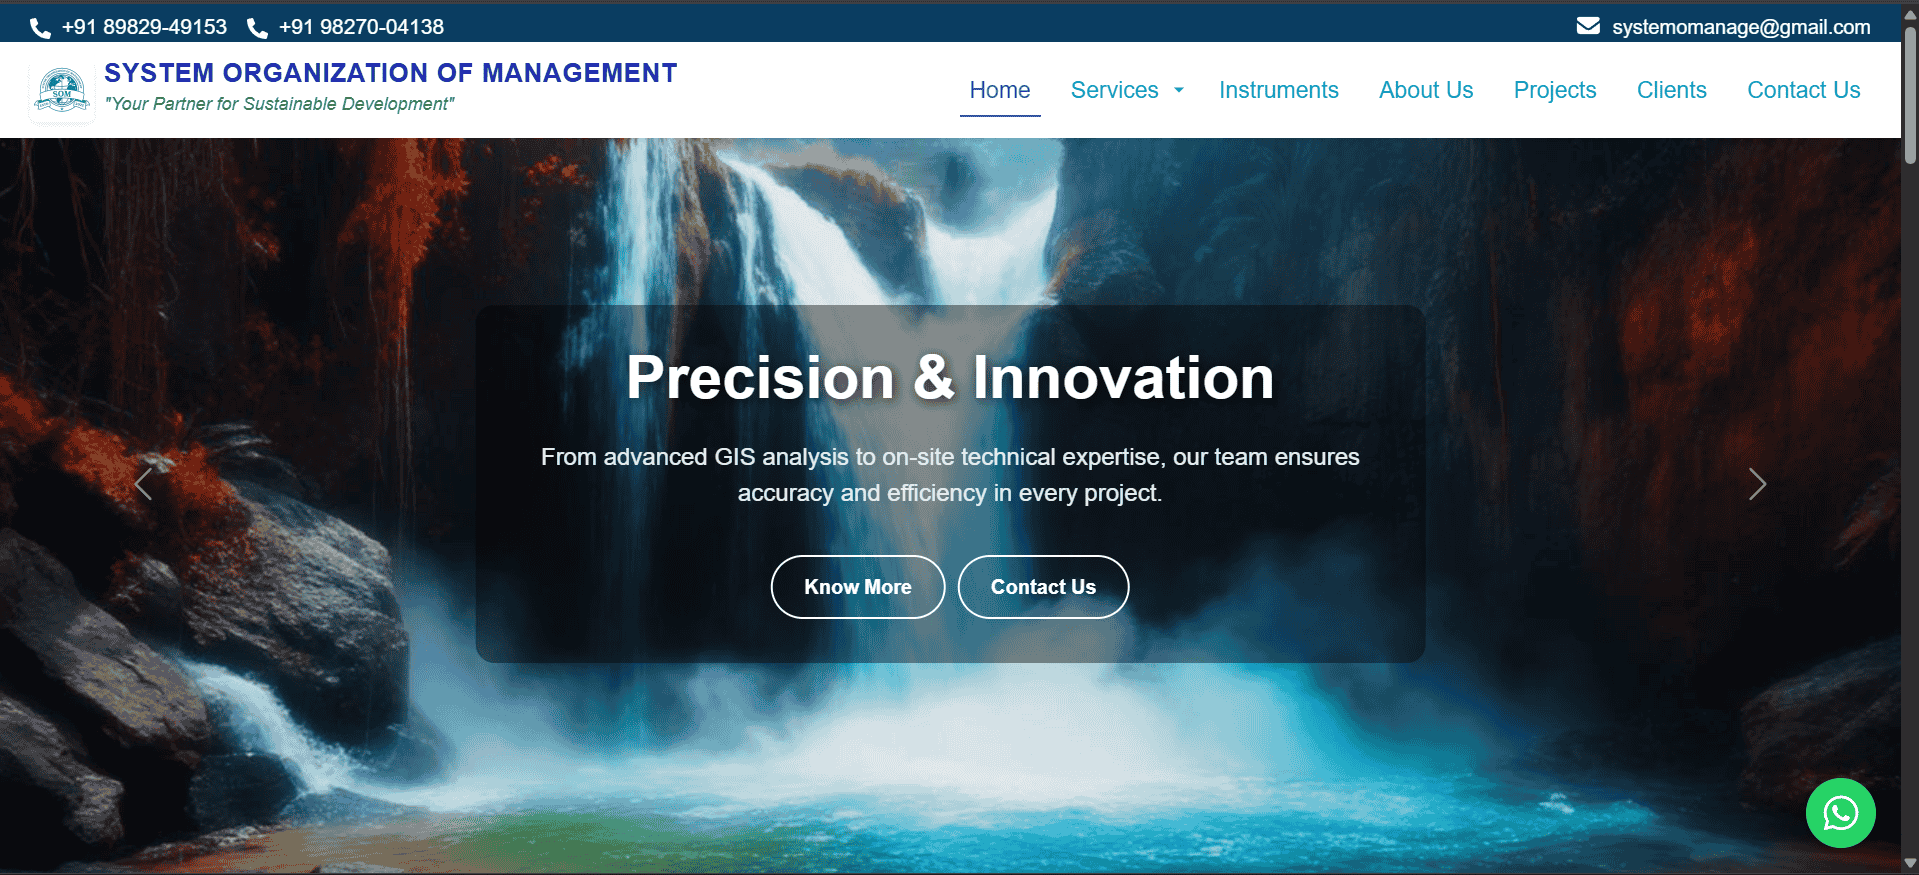 +91 89829-49153 +91 98270-04138 systemomanage@gmail.com
SOM
SYSTEM ORGANIZATION OF MANAGEMENT
"Your Partner for Sustainable Development"
Home Services Instruments About Us Projects Clients Contact Us
Precision & Innovation
From advanced GIS analysis to on-site technical expertise, our team ensures
accuracy and efficiency in every project.
Know More Contact Us